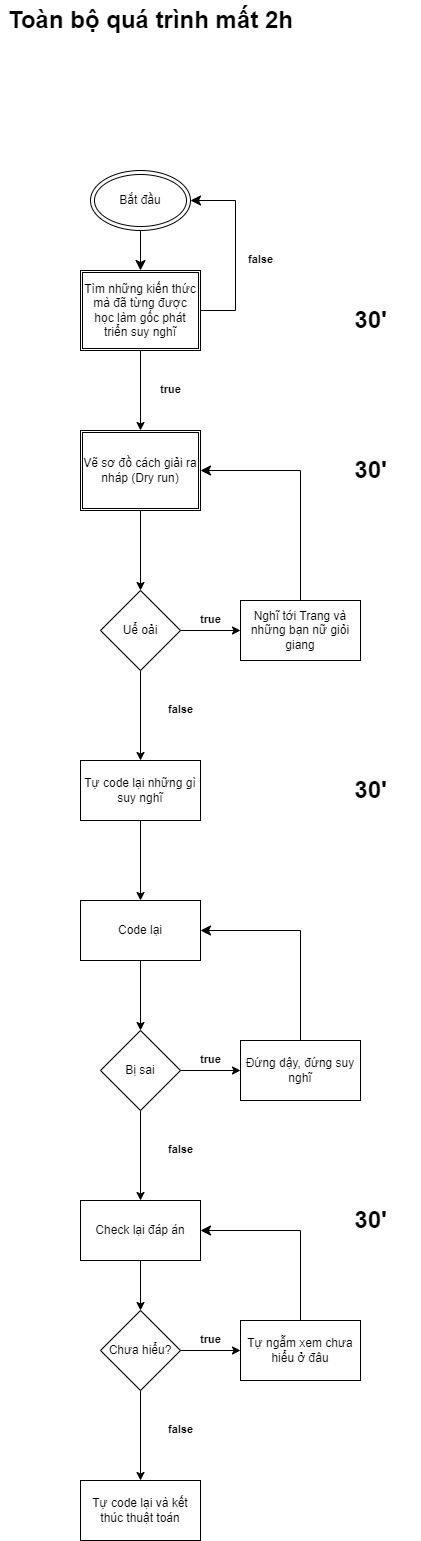 Toàn bộ quá trình mất 2h
Bắt đầu
false
Tìm những kiến thức
mà đã từng được
học làm gốc phát
triển suy nghĩ
30'
true
Vẽ sơ đồ cách giải ra
nháp (Dry run)
30'
Uể oải
true
Nghĩ tới Trang và
những bạn nữ giỏi
giang
false
Tự code lại những gì
suy nghĩ
30'
Code lại
Bị sai
true
Đứng dậy, đứng suy
nghĩ
false
Check lại đáp án
30'
Chưa hiểu?
true
Tự ngẫm xem chưa
hiểu ở đâu
false
Tự code lại và kết
thúc thuật toán